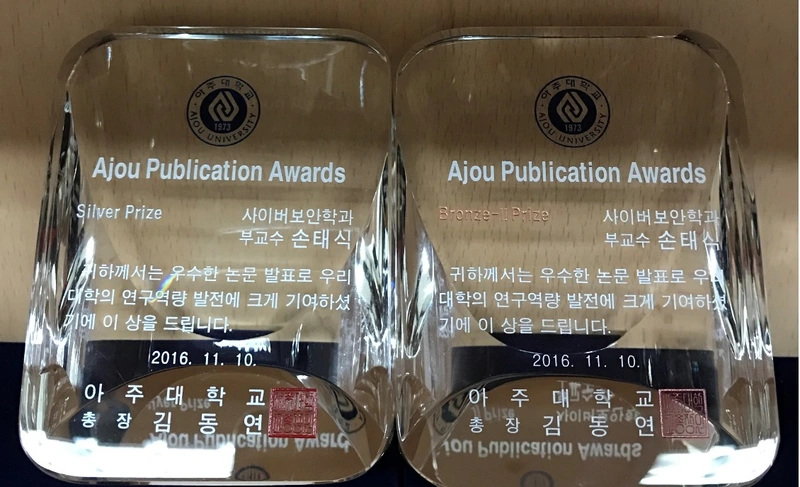 아주대학교
AJOU UNIVERSITY
1973
Ajou Publication Awards
Silver Prize 사이버보안학과
부교수 손태식
귀하께서는 우수한 논문 발표로 우리
대학의 연구역량 발전에 크게 기여하셨
기에 이 상을 드립니다.
2016. 11. 10.
아 주 대 학 교
총 장 김 동 연
아주대학교
AJOU UNIVERSITY
1973
Ajou Publication Awards
Bronze-1 Prize 사이버보안학과
부교수 손태식
귀하께서는 우수한 논문 발표로 우리
대학의 연구역량 발전에 크게 기여하셨
기에 이 상을 드립니다.
2016. 11. 10.
아 주 대 학 교
총 장 김 동 연